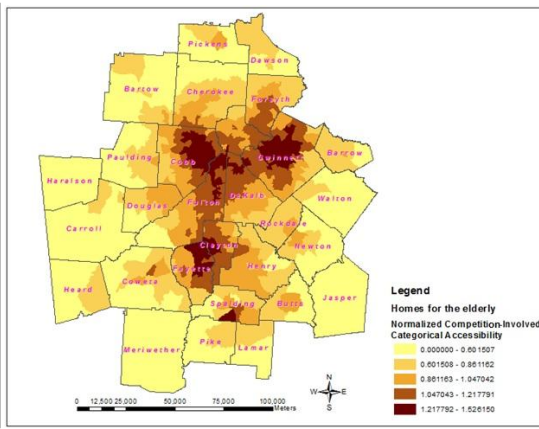 Pickens
Dawson
Bartow
Cherokee
Forsyth
Paulding
Cobb
Gwinnett
Barrow
Haralson
Douglas
Fulton
DeKalb
Walton
Carroll
Rockdale
Clayton
Newton
Fayette
Henry
Coweta
Heard
Spalding
Butts
Jasper
Meriwether
Pike
Lamar
Legend
Homes for the elderly
Normalized Competition-Involved
Categorical Accessibility
0.000000 - 0.601507
0.601508 - 0.861162
0.861163 - 1.047042
1.047043 - 1.217791
1.217792 - 1.526150
N
W E
S
0 12,500 25,000 50,000 75,000 100,000
Meters